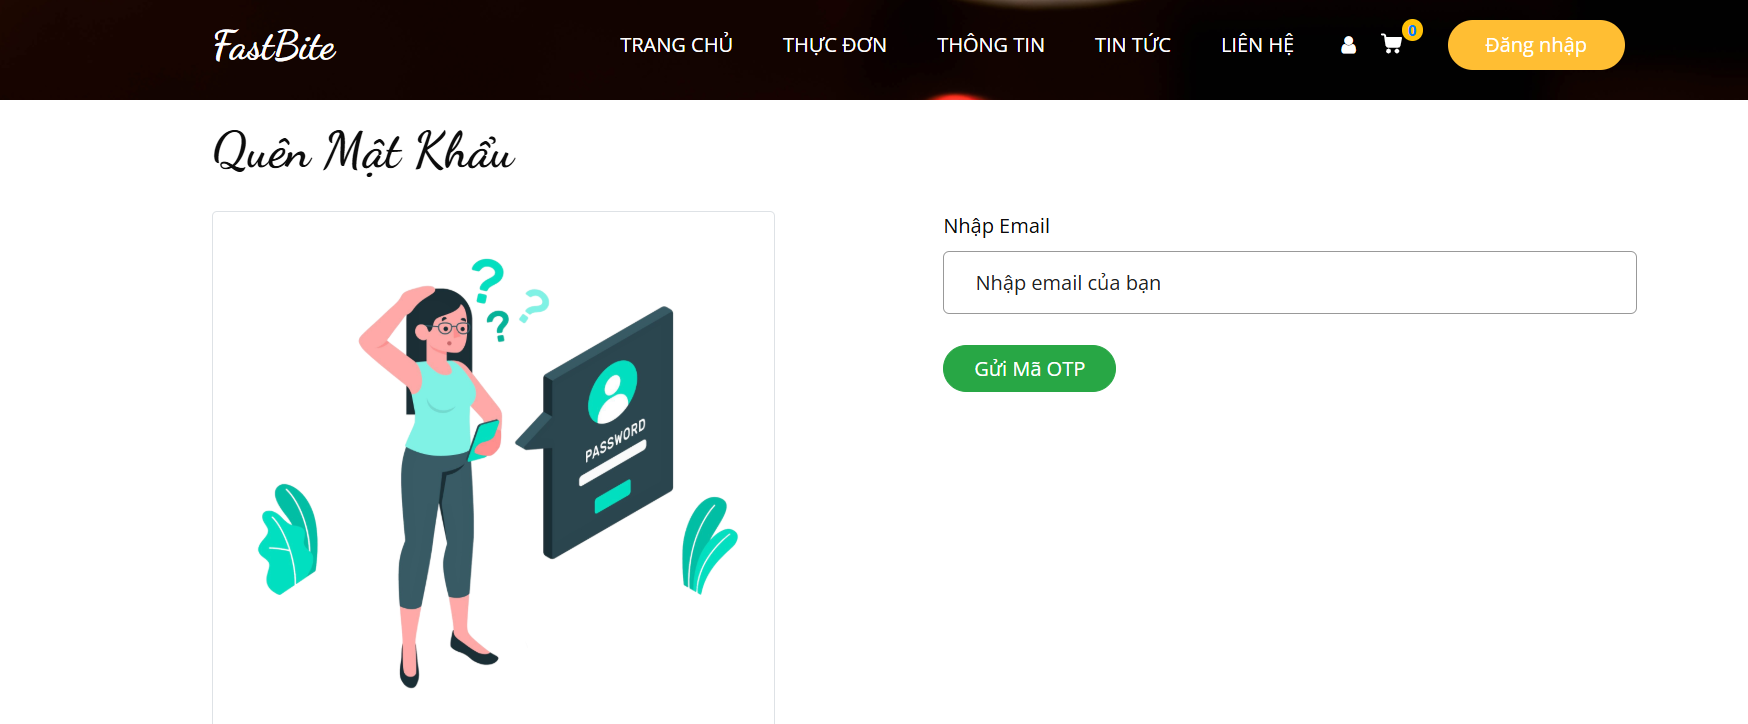 FastBite
TRANG CHỦ THỰC ĐƠN THÔNG TIN TIN TỨC LIÊN HỆ 0 Đăng nhập
Quên Mật Khẩu
Nhập Email
Nhập email của bạn
Gửi Mã OTP
? ? ?
PASSWORD